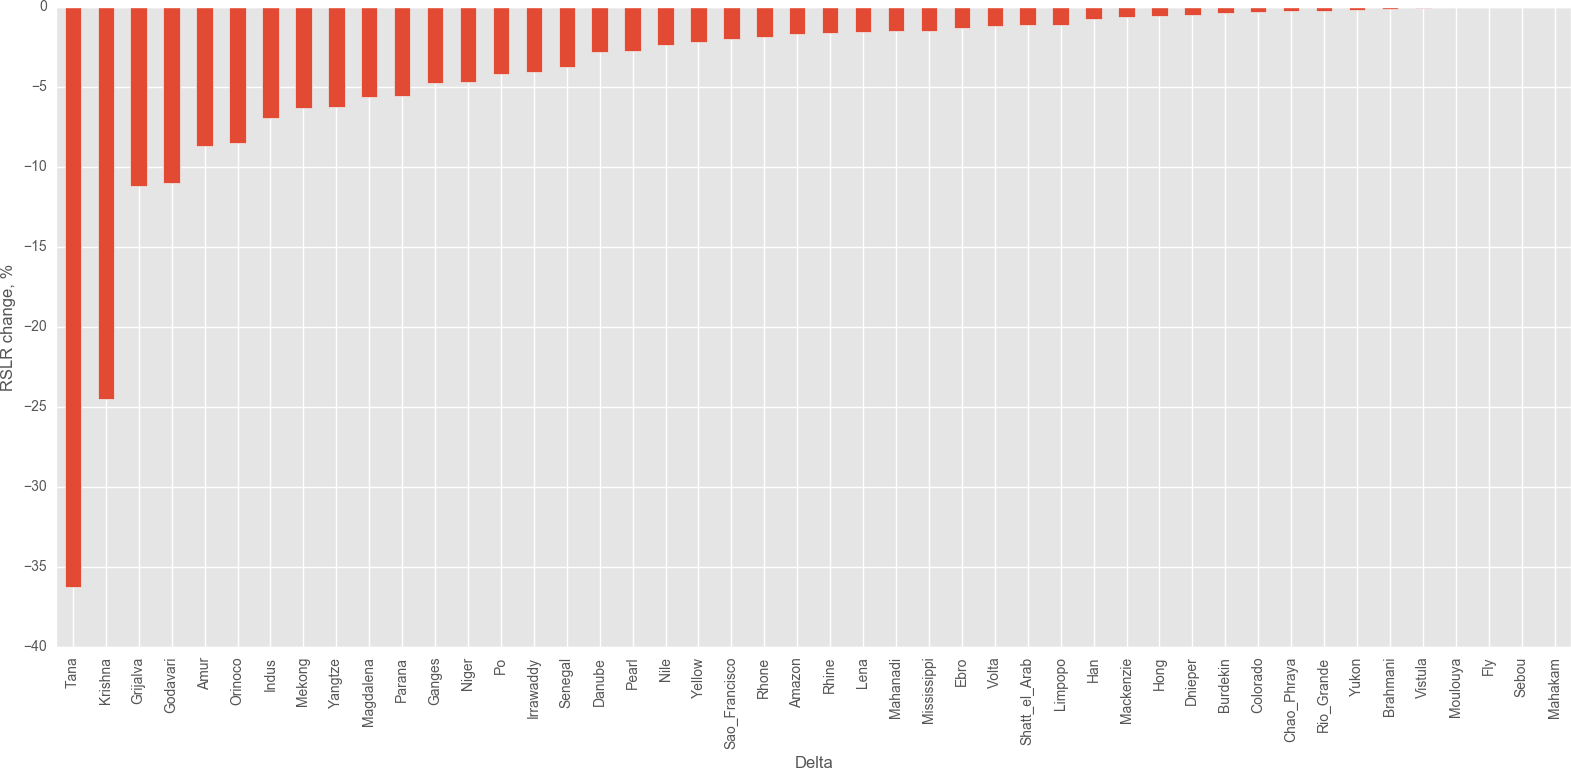 0
−5
−10
−15
−20
−25
−30
−35
−40
RSLR change, %
Tana
Krishna
Grijalva
Godavari
Amur
Orinoco
Indus
Mekong
Yangtze
Magdalena
Parana
Ganges
Niger
Po
Irrawaddy
Senegal
Danube
Pearl
Nile
Yellow
Sao_Francisco
Rhone
Amazon
Rhine
Lena
Mahanadi
Mississippi
Ebro
Volta
Shatt_el_Arab
Limpopo
Han
Mackenzie
Hong
Dnieper
Burdekin
Colorado
Chao_Phraya
Rio_Grande
Yukon
Brahmani
Vistula
Moulouya
Fly
Sebou
Mahakam
Delta